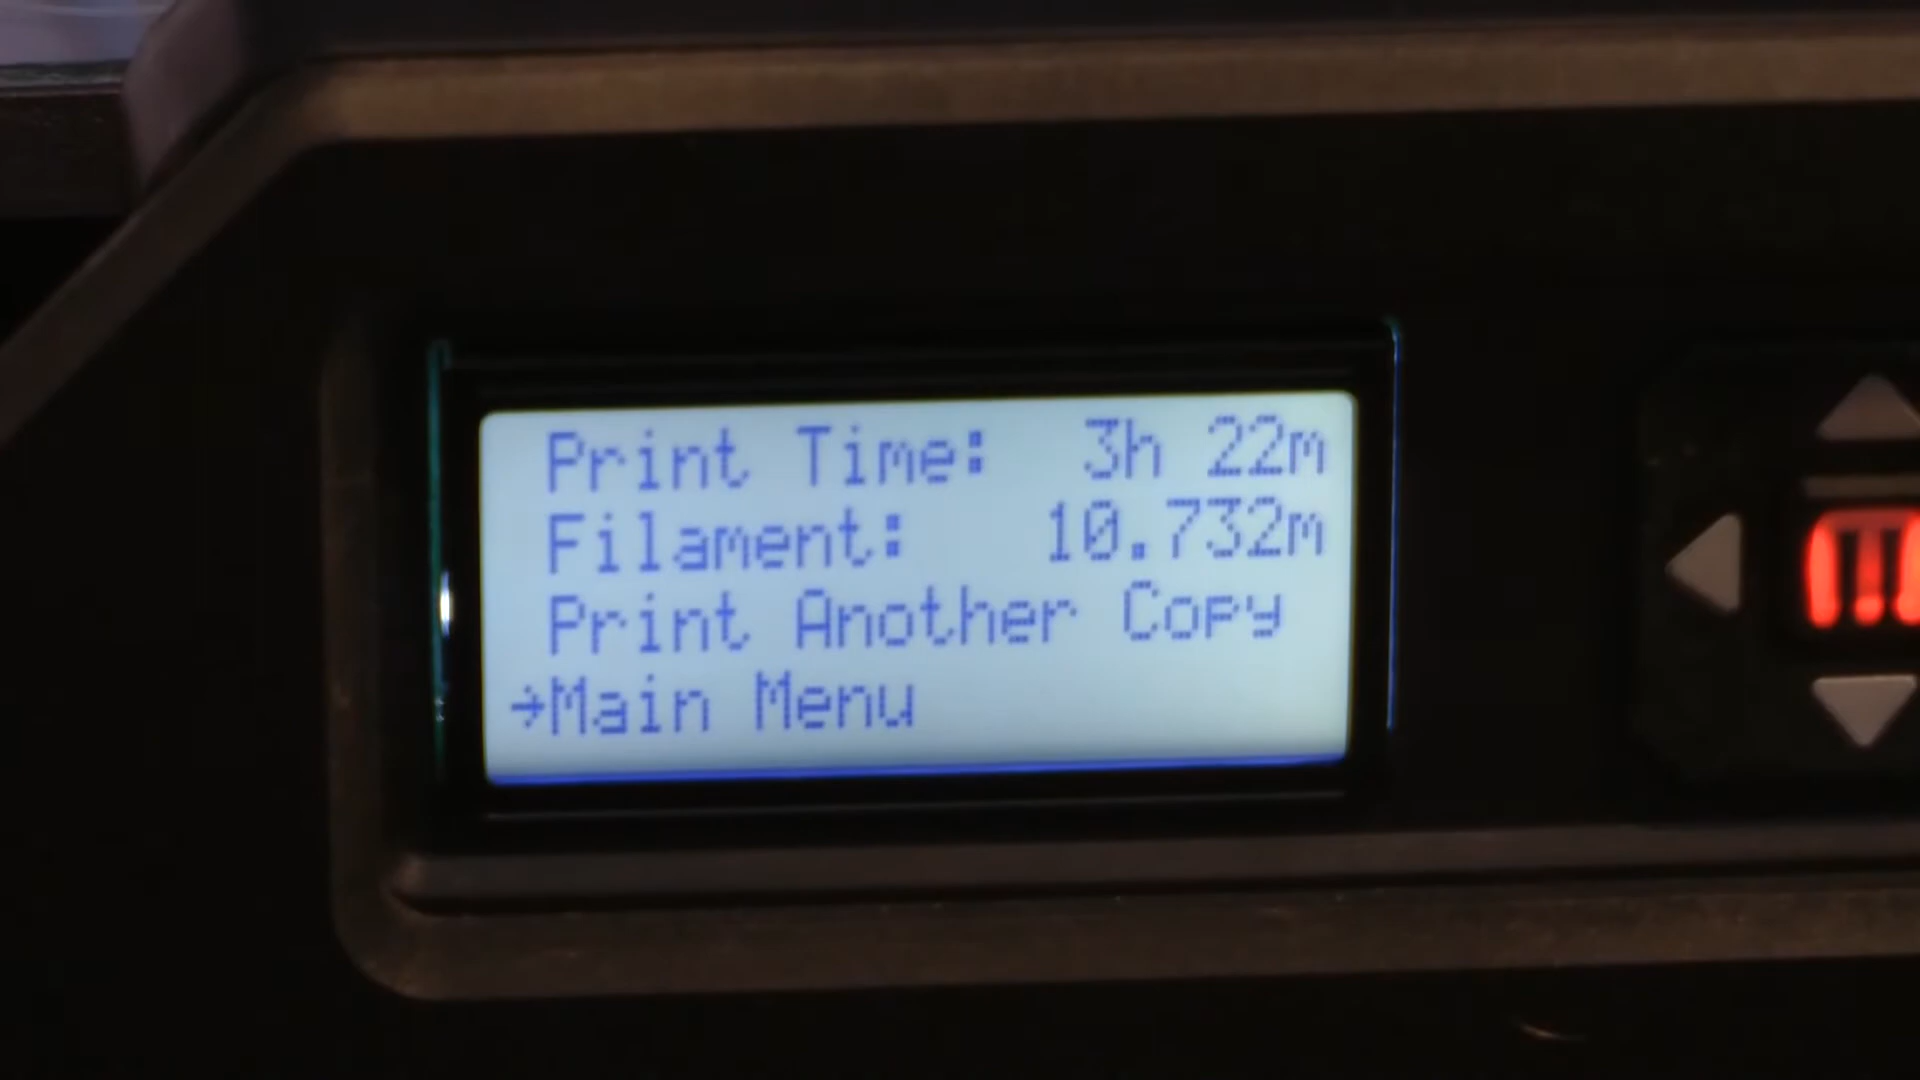 Print Time: 3h 22m
Filament: 10.732m
Print Another Copy
→Main Menu